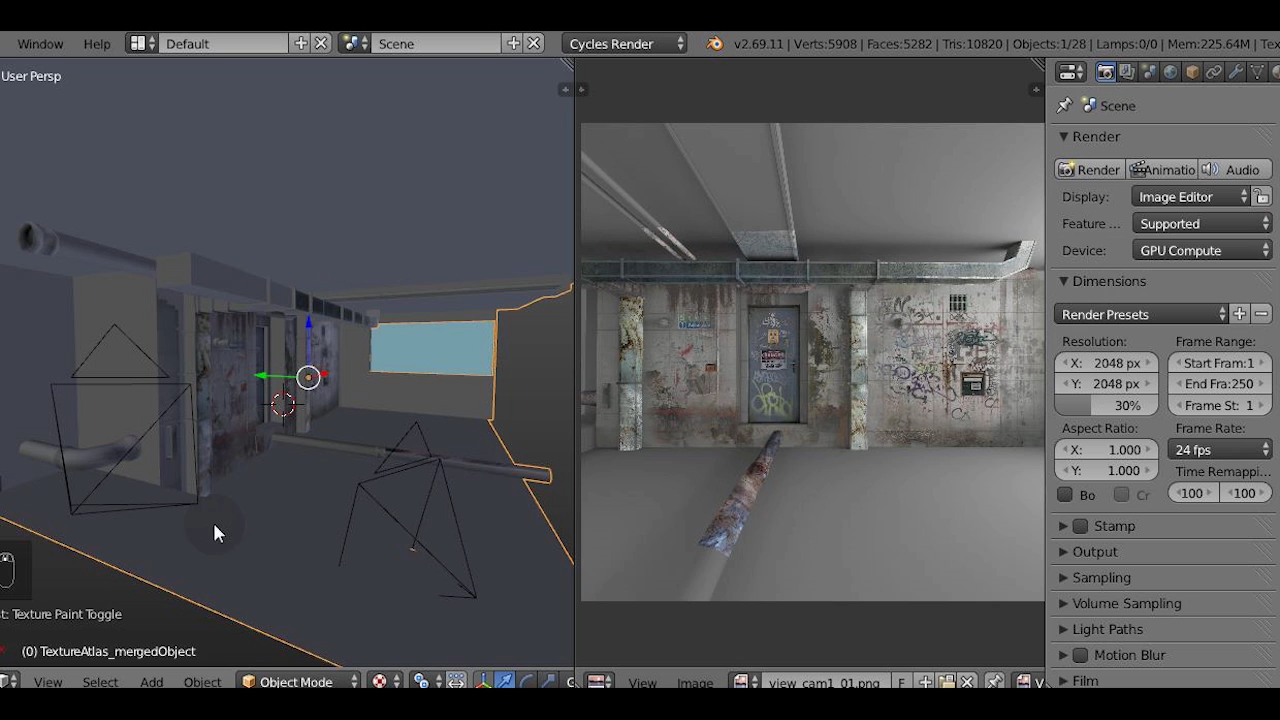 Window Help Default Scene Cycles Render v2.69.11 | Verts:5908 | Faces:5282 | Tris:10820 | Objects:1/28 | Lamps:0/0 | Mem:225.64M | Tex
User Persp
Scene
Render
Render Animatio Audio
Display: Image Editor
Feature ... Supported
Device: GPU Compute
Dimensions
Render Presets
Resolution: Frame Range:
X: 2048 px Start Fram:1
Y: 2048 px End Fra:250
30% Frame St: 1
Aspect Ratio: Frame Rate:
X: 1.000 24 fps
Y: 1.000 Time Remappi...
Bo Cr 100 100
Stamp
Output
Sampling
Volume Sampling
Light Paths
Motion Blur
Film
t: Texture Paint Toggle
(0) TextureAtlas_mergedObject
View Select Add Object Object Mode
View Image view_cam1_01.png F